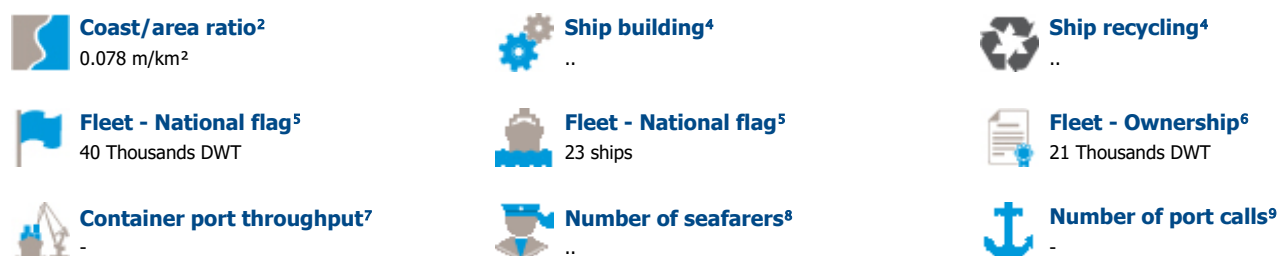 Coast/area ratio²
0.078 m/km²
Ship building⁴
..
Ship recycling⁴
..
Fleet - National flag⁵
40 Thousands DWT
Fleet - National flag⁵
23 ships
Fleet - Ownership⁶
21 Thousands DWT
Container port throughput⁷
-
Number of seafarers⁸
..
Number of port calls⁹
-